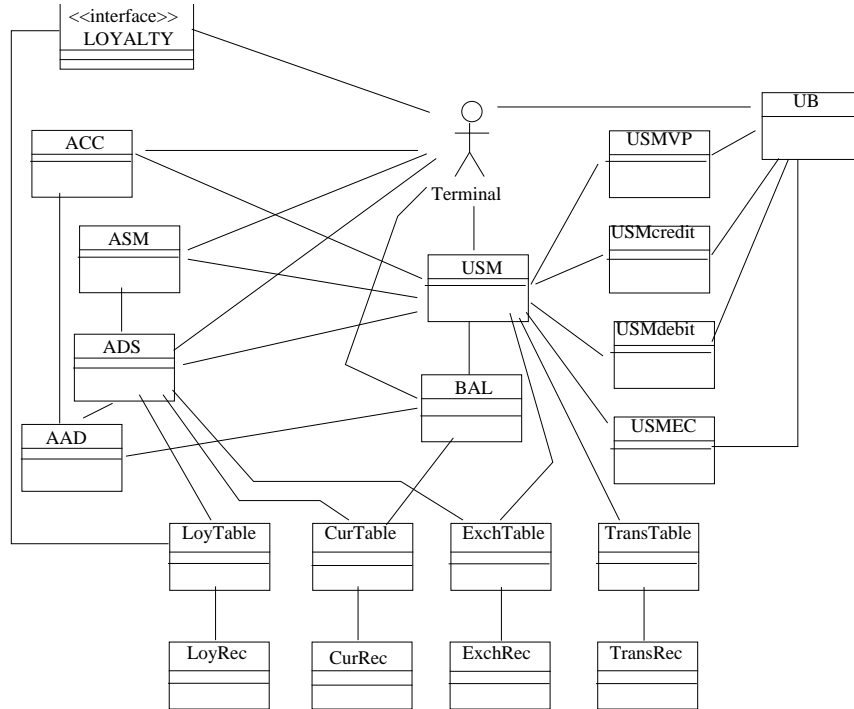 <<interface>>
LOYALTY
UB
ACC
USMVP
Terminal
ASM
USMcredit
USM
ADS
USMdebit
BAL
AAD
USMEC
LoyTable
CurTable
ExchTable
TransTable
LoyRec
CurRec
ExchRec
TransRec